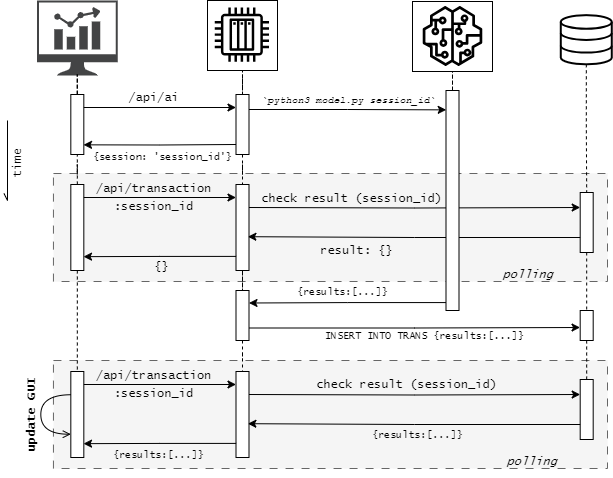 /api/ai
`python3 model.py session_id`
{session: 'session_id'}
time
/api/transaction
:session_id
check result (session_id)
result: {}
{}
polling
{results:[...]}
INSERT INTO TRANS {results:[...]}
/api/transaction
:session_id
check result (session_id)
update GUI
{results:[...]}
{results:[...]}
polling